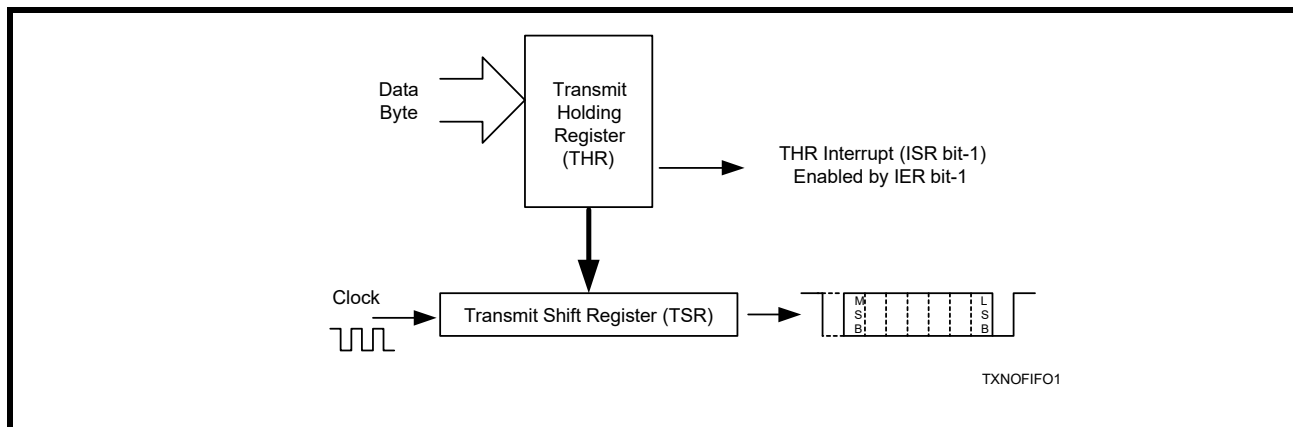 Data
Byte
Transmit
Holding
Register
(THR)
THR Interrupt (ISR bit-1)
Enabled by IER bit-1
Clock
Transmit Shift Register (TSR)
M
S
B
L
S
B
TXNOFIFO1